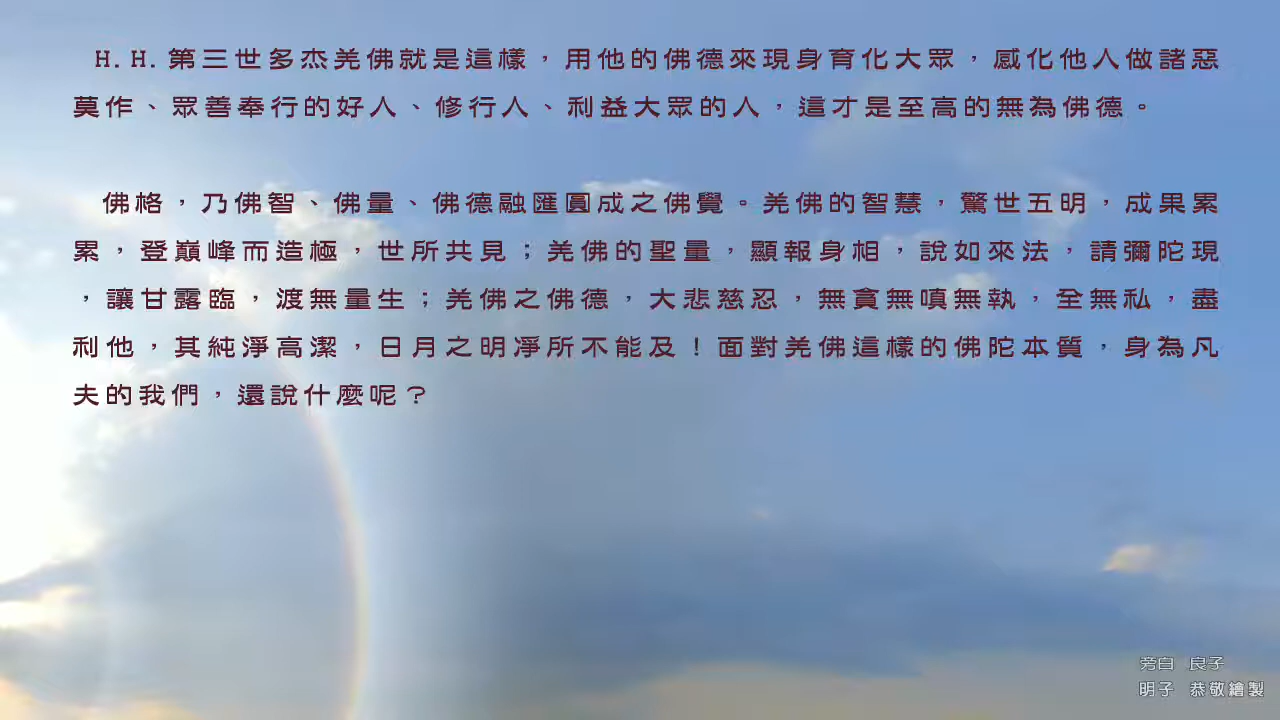 H.H.第三世多杰羌佛就是這樣，用他的佛德來現身育化大眾，感化他人做諸惡
莫作、眾善奉行的好人、修行人、利益大眾的人，這才是至高的無為佛德。
佛格，乃佛智、佛量、佛德融匯圓成之佛覺。羌佛的智慧，驚世五明，成果累
累，登巔峰而造極，世所共見；羌佛的聖量，顯報身相，說如來法，請彌陀現
，讓甘露臨，渡無量生；羌佛之佛德，大悲慈忍，無貪無嗔無執，全無私，盡
利他，其純淨高潔，日月之明凈所不能及！面對羌佛這樣的佛陀本質，身為凡
夫的我們，還說什麼呢？
旁白 良子
明子 恭敬繪製